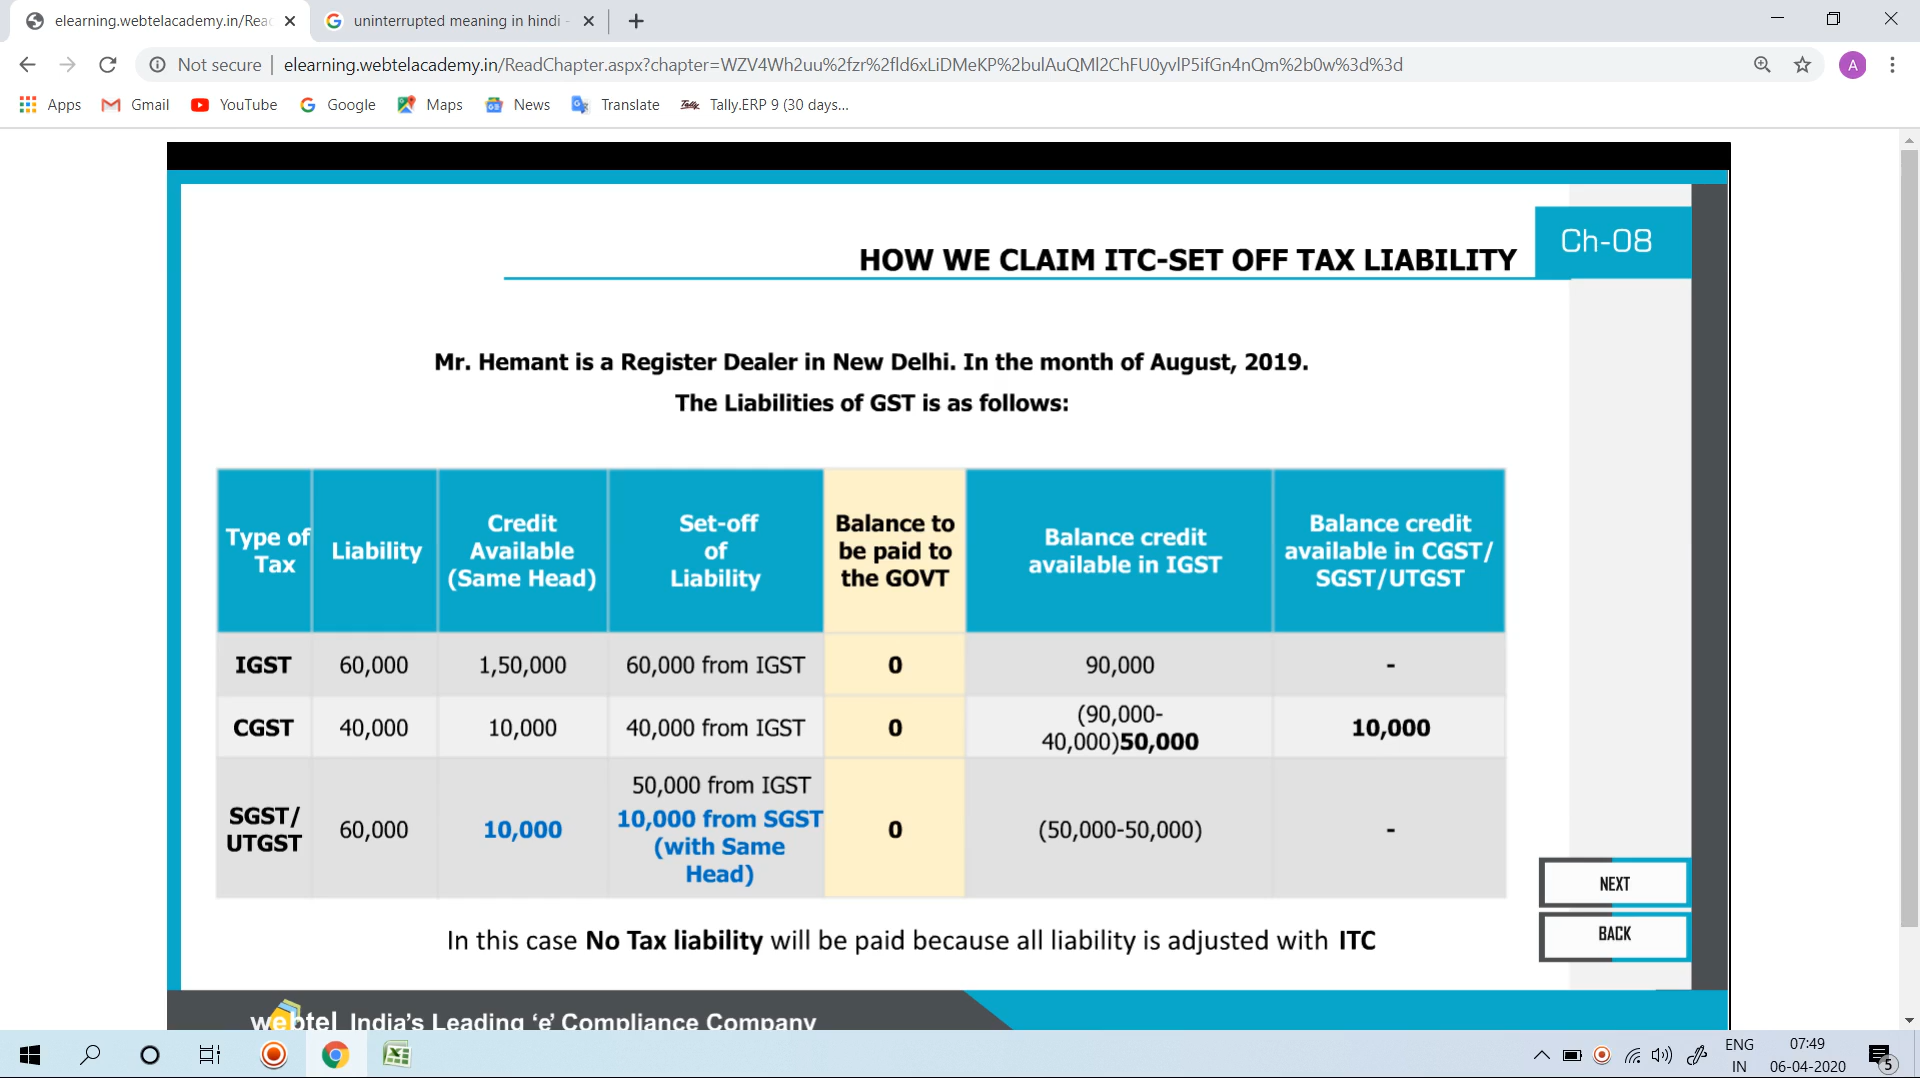 elearning.webtelacademy.in/Read
uninterrupted meaning in hindi -
Not secure
elearning.webtelacademy.in/ReadChapter.aspx?chapter=WZV4Wh2uu%2fzr%2fld6xLiDMeKP%2bulAuQMl2ChFU0yvlP5ifGn4nQm%2b0w%3d%3d
A
Apps
Gmail
YouTube
Google
Maps
News
Translate
Tally.ERP 9 (30 days...
Ch-08
HOW WE CLAIM ITC-SET OFF TAX LIABILITY
Mr. Hemant is a Register Dealer in New Delhi. In the month of August, 2019.
The Liabilities of GST is as follows:
Type of
Tax
Liability
Credit
Available
(Same Head)
Set-off
of
Liability
Balance to
be paid to
the GOVT
Balance credit
available in IGST
Balance credit
available in CGST/
SGST/UTGST
IGST
60,000
1,50,000
60,000 from IGST
0
90,000
-
CGST
40,000
10,000
40,000 from IGST
0
(90,000-
40,000)50,000
10,000
SGST/
UTGST
60,000
10,000
50,000 from IGST
10,000 from SGST
(with Same
Head)
0
(50,000-50,000)
-
NEXT
BACK
In this case No Tax liability will be paid because all liability is adjusted with ITC
webtel India's Leading 'e' Compliance Company
ENG
IN
07:49
06-04-2020
5